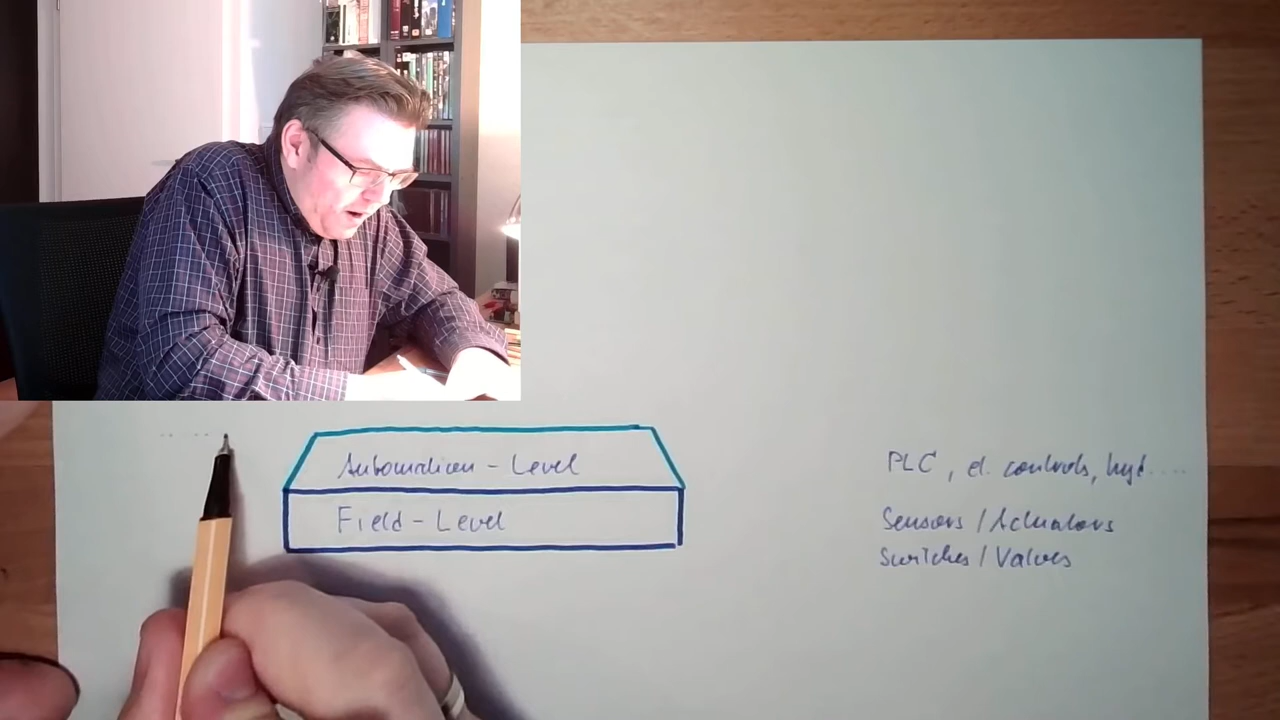 Automation - Level
PLC, el. controls, hyd.....
Field - Level
Sensors / Actuators
Switches / Valves